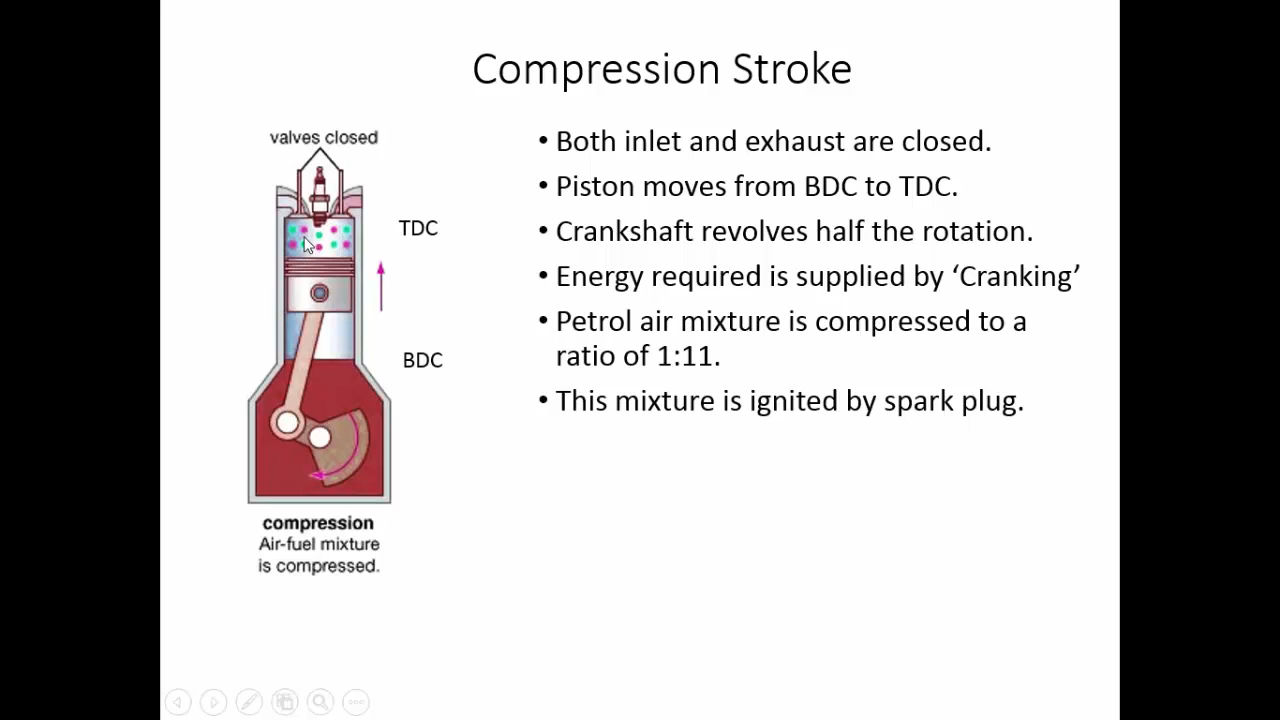 Compression Stroke
valves closed
TDC
BDC
compression
Air-fuel mixture
is compressed.
• Both inlet and exhaust are closed.
• Piston moves from BDC to TDC.
• Crankshaft revolves half the rotation.
• Energy required is supplied by ‘Cranking’
• Petrol air mixture is compressed to a
ratio of 1:11.
• This mixture is ignited by spark plug.